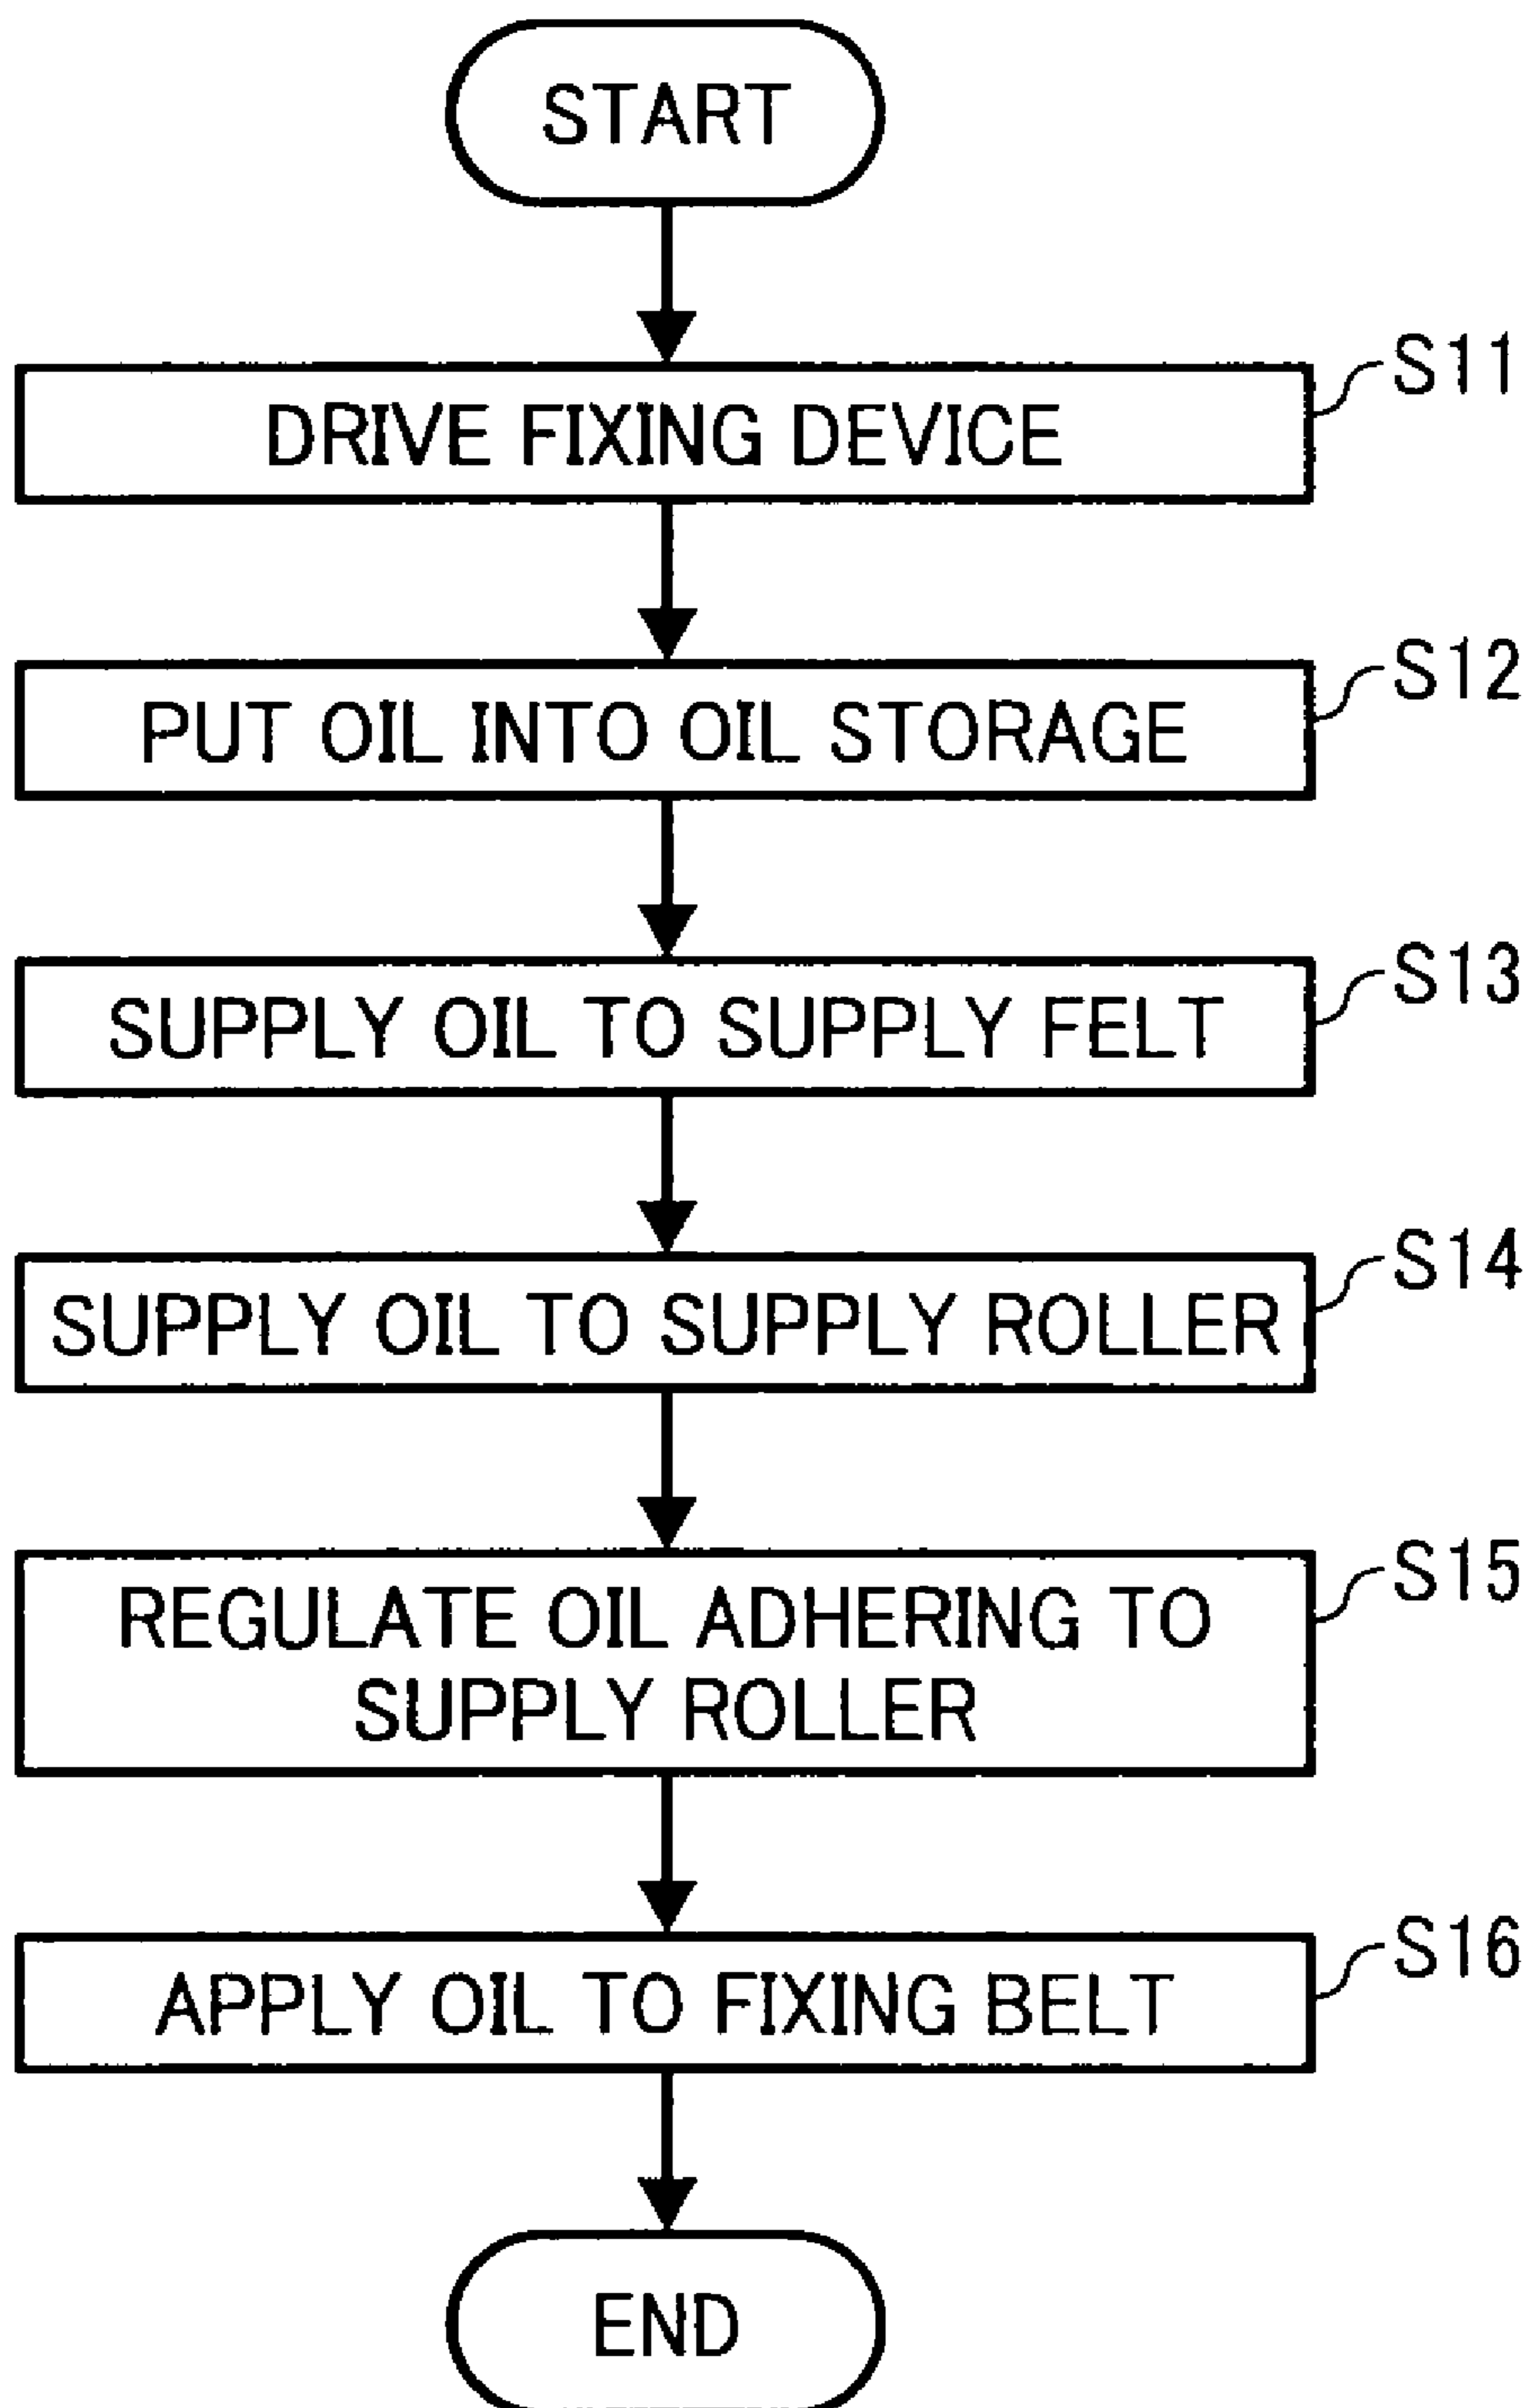 START
S11
DRIVE FIXING DEVICE
S12
PUT OIL INTO OIL STORAGE
S13
SUPPLY OIL TO SUPPLY FELT
S14
SUPPLY OIL TO SUPPLY ROLLER
S15
REGULATE OIL ADHERING TO
SUPPLY ROLLER
S16
APPLY OIL TO FIXING BELT
END